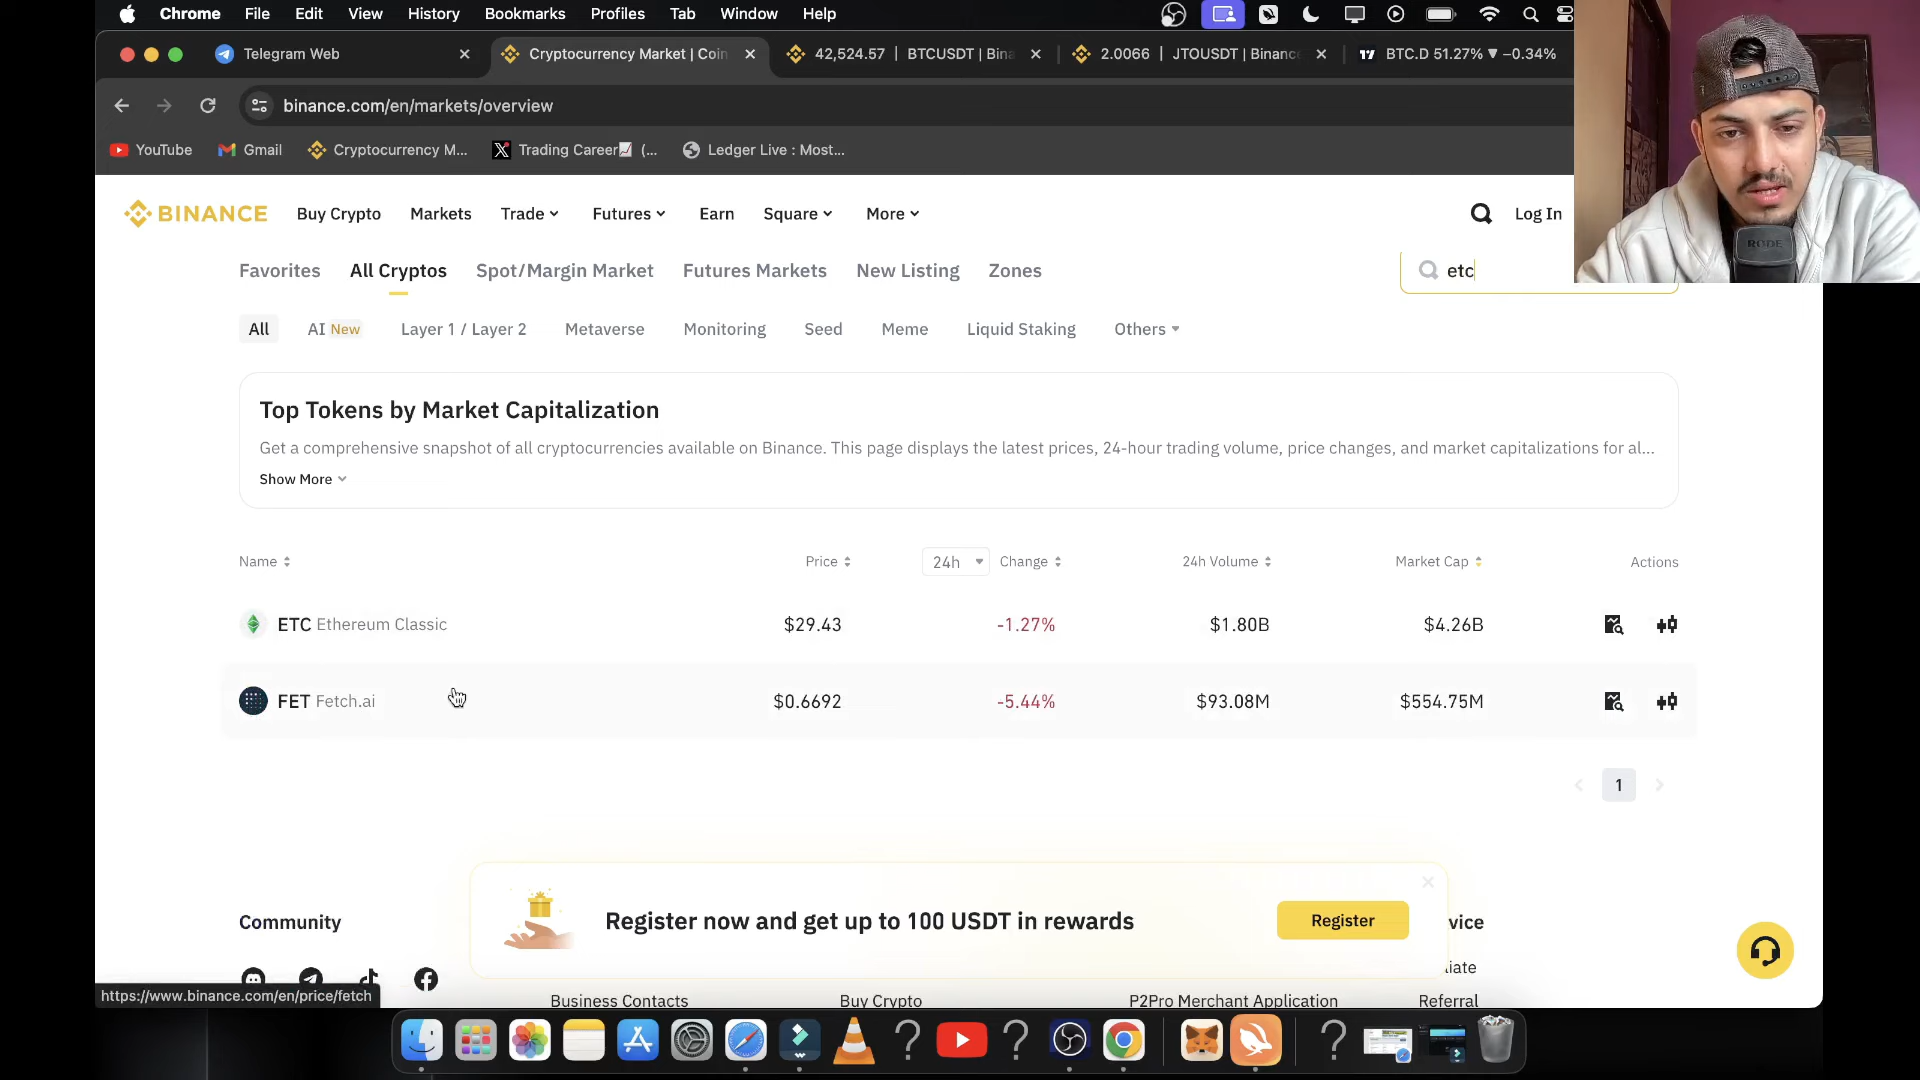 Chrome File Edit View History Bookmarks Profiles Tab Window Help
Telegram Web Cryptocurrency Market | Coin 42,524.57 | BTCUSDT | Bina 2.0066 | JTOUSDT | Binanc BTC.D 51.27% ▼ −0.34%
binance.com/en/markets/overview
YouTube Gmail Cryptocurrency M... Trading Career (... Ledger Live : Most...
BINANCE Buy Crypto Markets Trade Futures Earn Square More Log In
RODE
Favorites All Cryptos Spot/Margin Market Futures Markets New Listing Zones etc
All AI New Layer 1 / Layer 2 Metaverse Monitoring Seed Meme Liquid Staking Others
Top Tokens by Market Capitalization
Get a comprehensive snapshot of all cryptocurrencies available on Binance. This page displays the latest prices, 24-hour trading volume, price changes, and market capitalizations for al...
Show More
Name Price 24h Change 24h Volume Market Cap Actions
ETC Ethereum Classic $29.43 -1.27% $1.80B $4.26B
FET Fetch.ai $0.6692 -5.44% $93.08M $554.75M
1
Community Register now and get up to 100 USDT in rewards Register vice
iate
https://www.binance.com/en/price/fetch Business Contacts Buy Crypto P2Pro Merchant Application Referral